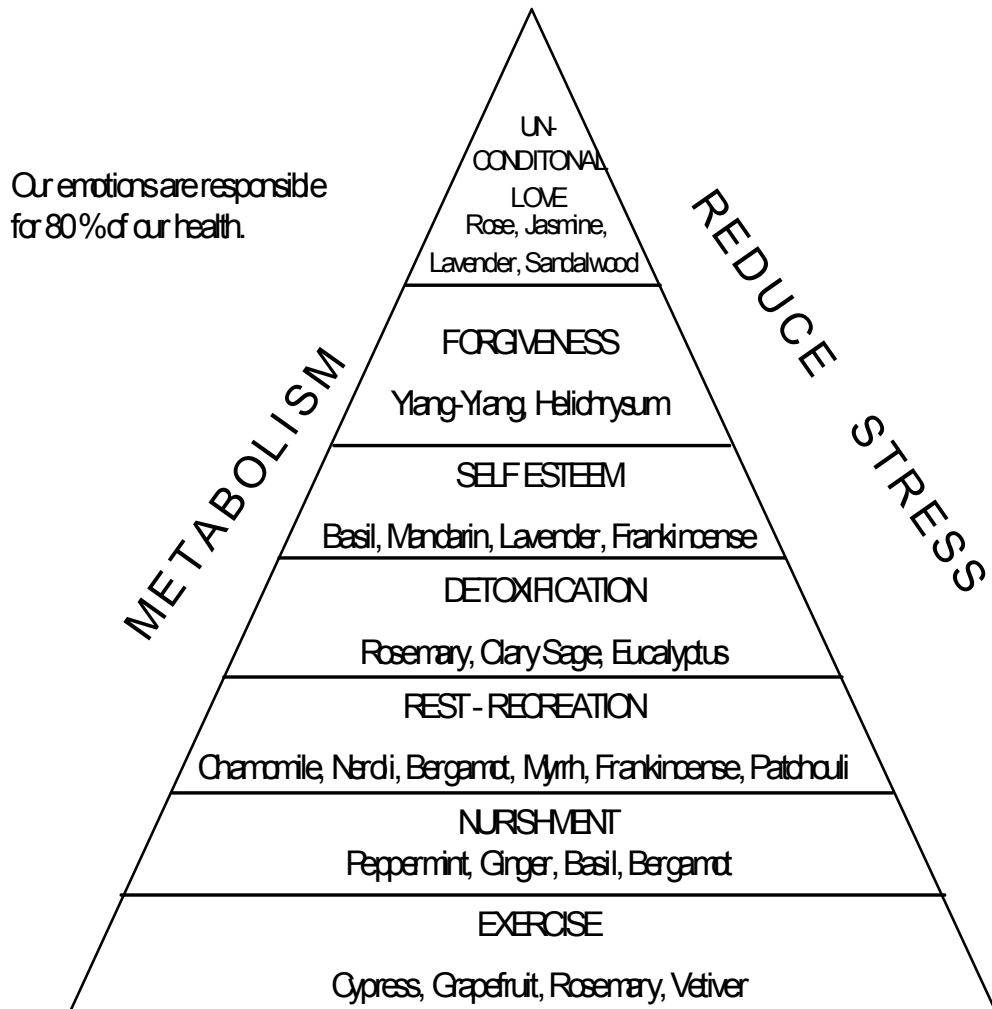 UN-
CONDITONAL
LOVE
Rose, Jasmine,
Lavender, Sandalwood
Our emotions are responsible
for 80% of our health.
REDUCE STRESS
METABOLISM
FORGIVENESS
Ylang-Ylang, Helichrysum
SELF ESTEEM
Basil, Mandarin, Lavender, Frankincense
DETOXIFICATION
Rosemary, Clary Sage, Eucalyptus
REST - RECREATION
Chamomile, Neroli, Bergamot, Myrrh, Frankincense, Patchouli
NURISHMENT
Peppermint, Ginger, Basil, Bergamot
EXERCISE
Cypress, Grapefruit, Rosemary, Vetiver